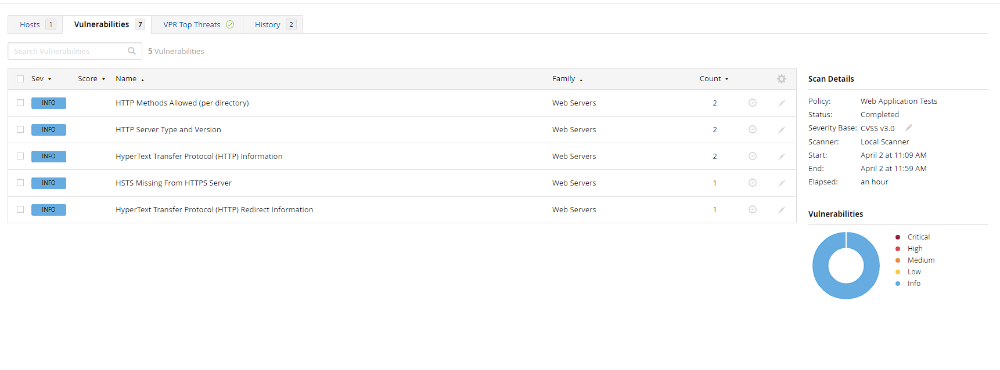 Hosts 1 Vulnerabilities 7 VPR Top Threats History 2
Search Vulnerabilities 5 Vulnerabilities
Sev Score Name Family Count
INFO HTTP Methods Allowed (per directory) Web Servers 2
INFO HTTP Server Type and Version Web Servers 2
INFO HyperText Transfer Protocol (HTTP) Information Web Servers 2
INFO HSTS Missing From HTTPS Server Web Servers 1
INFO HyperText Transfer Protocol (HTTP) Redirect Information Web Servers 1
Scan Details
Policy: Web Application Tests
Status: Completed
Severity Base: CVSS v3.0
Scanner: Local Scanner
Start: April 2 at 11:09 AM
End: April 2 at 11:59 AM
Elapsed: an hour
Vulnerabilities
Critical
High
Medium
Low
Info